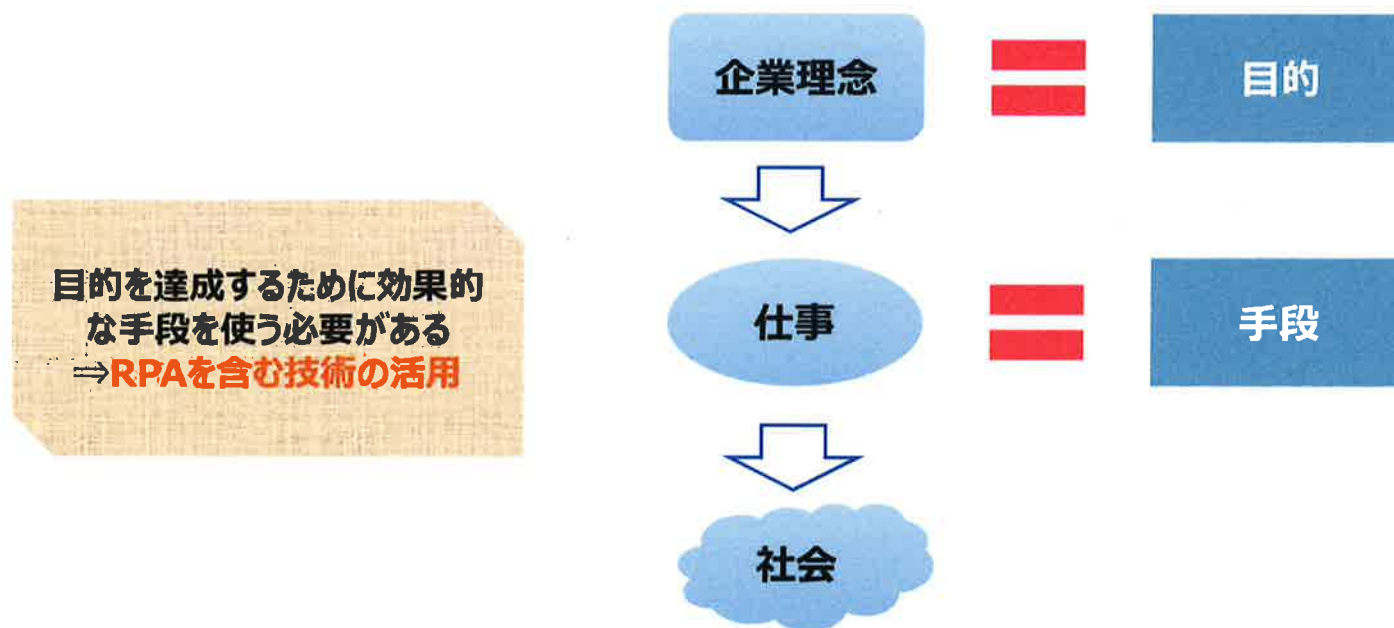 企業理念
目的
目的を達成するために効果的
な手段を使う必要がある
⇒RPAを含む技術の活用
仕事
手段
社会